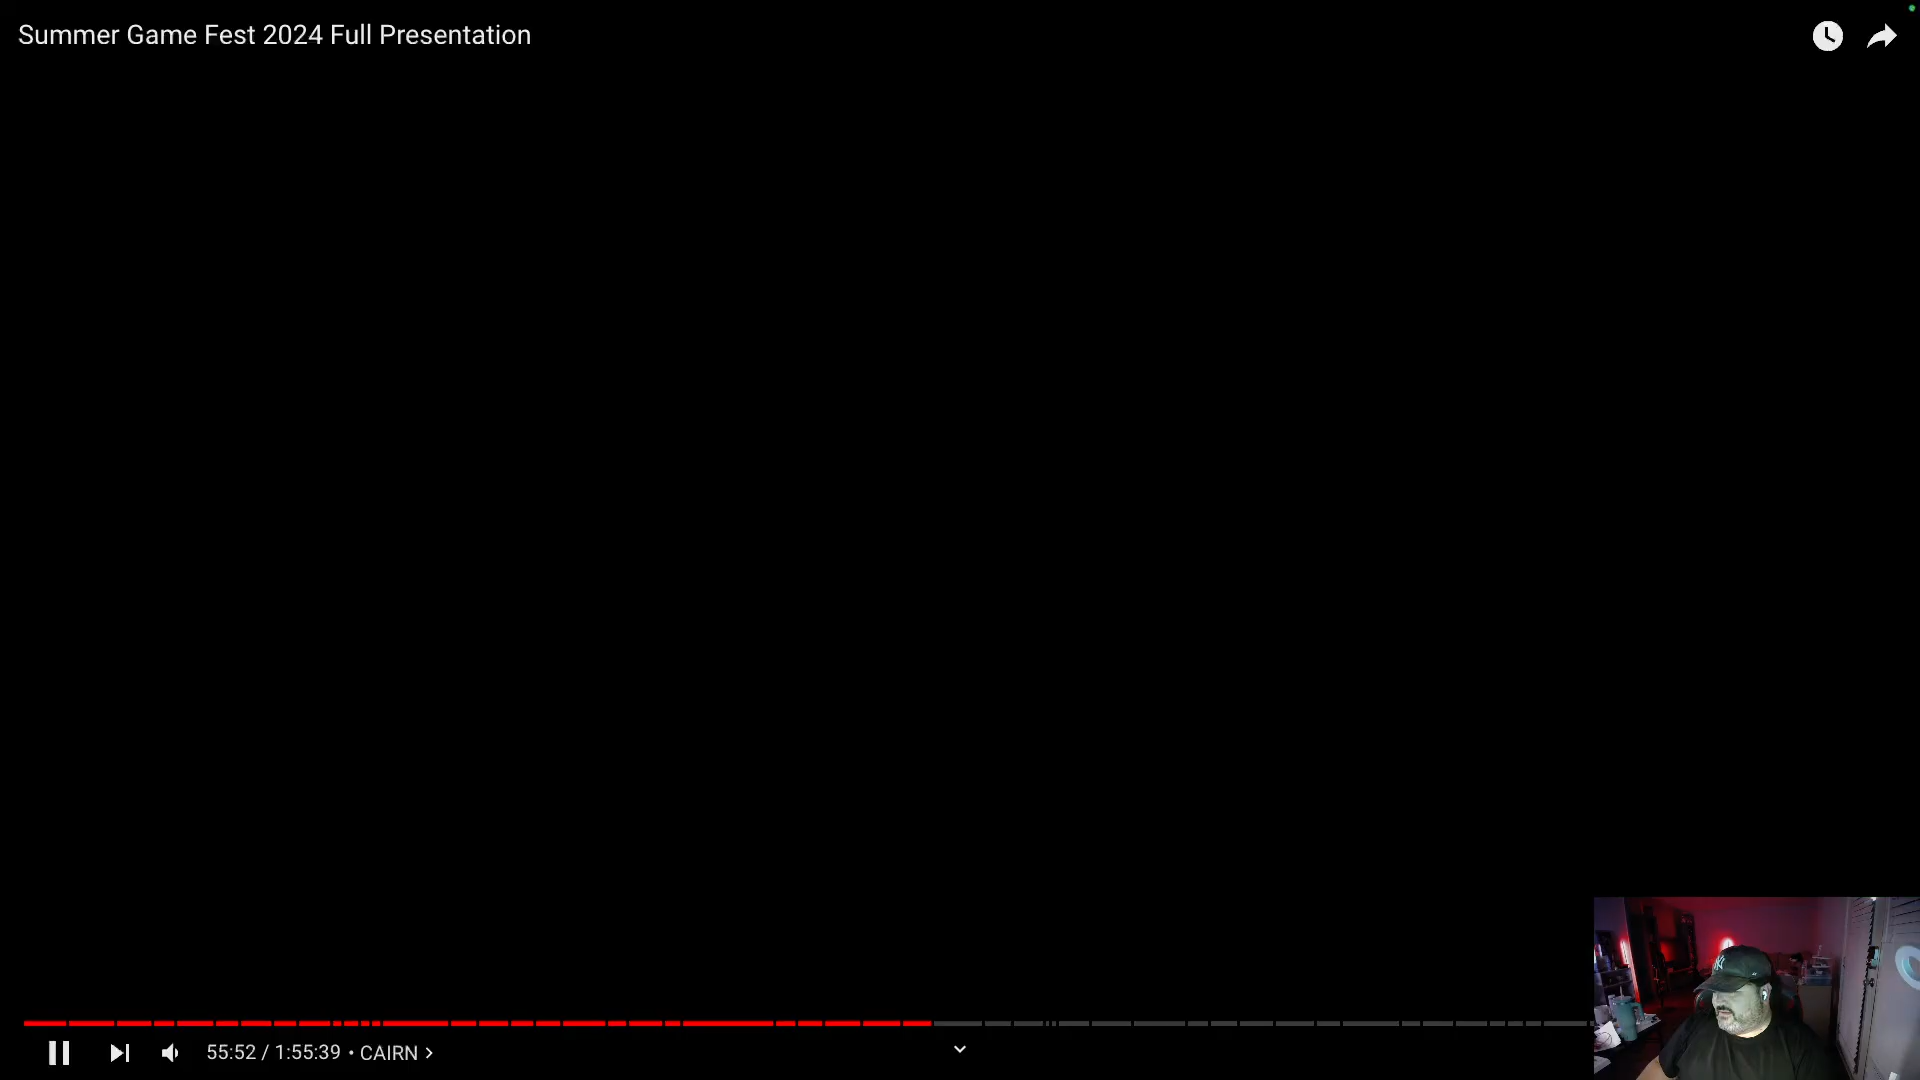 Summer Game Fest 2024 Full Presentation
55:52 / 1:55:39 • CAIRN >